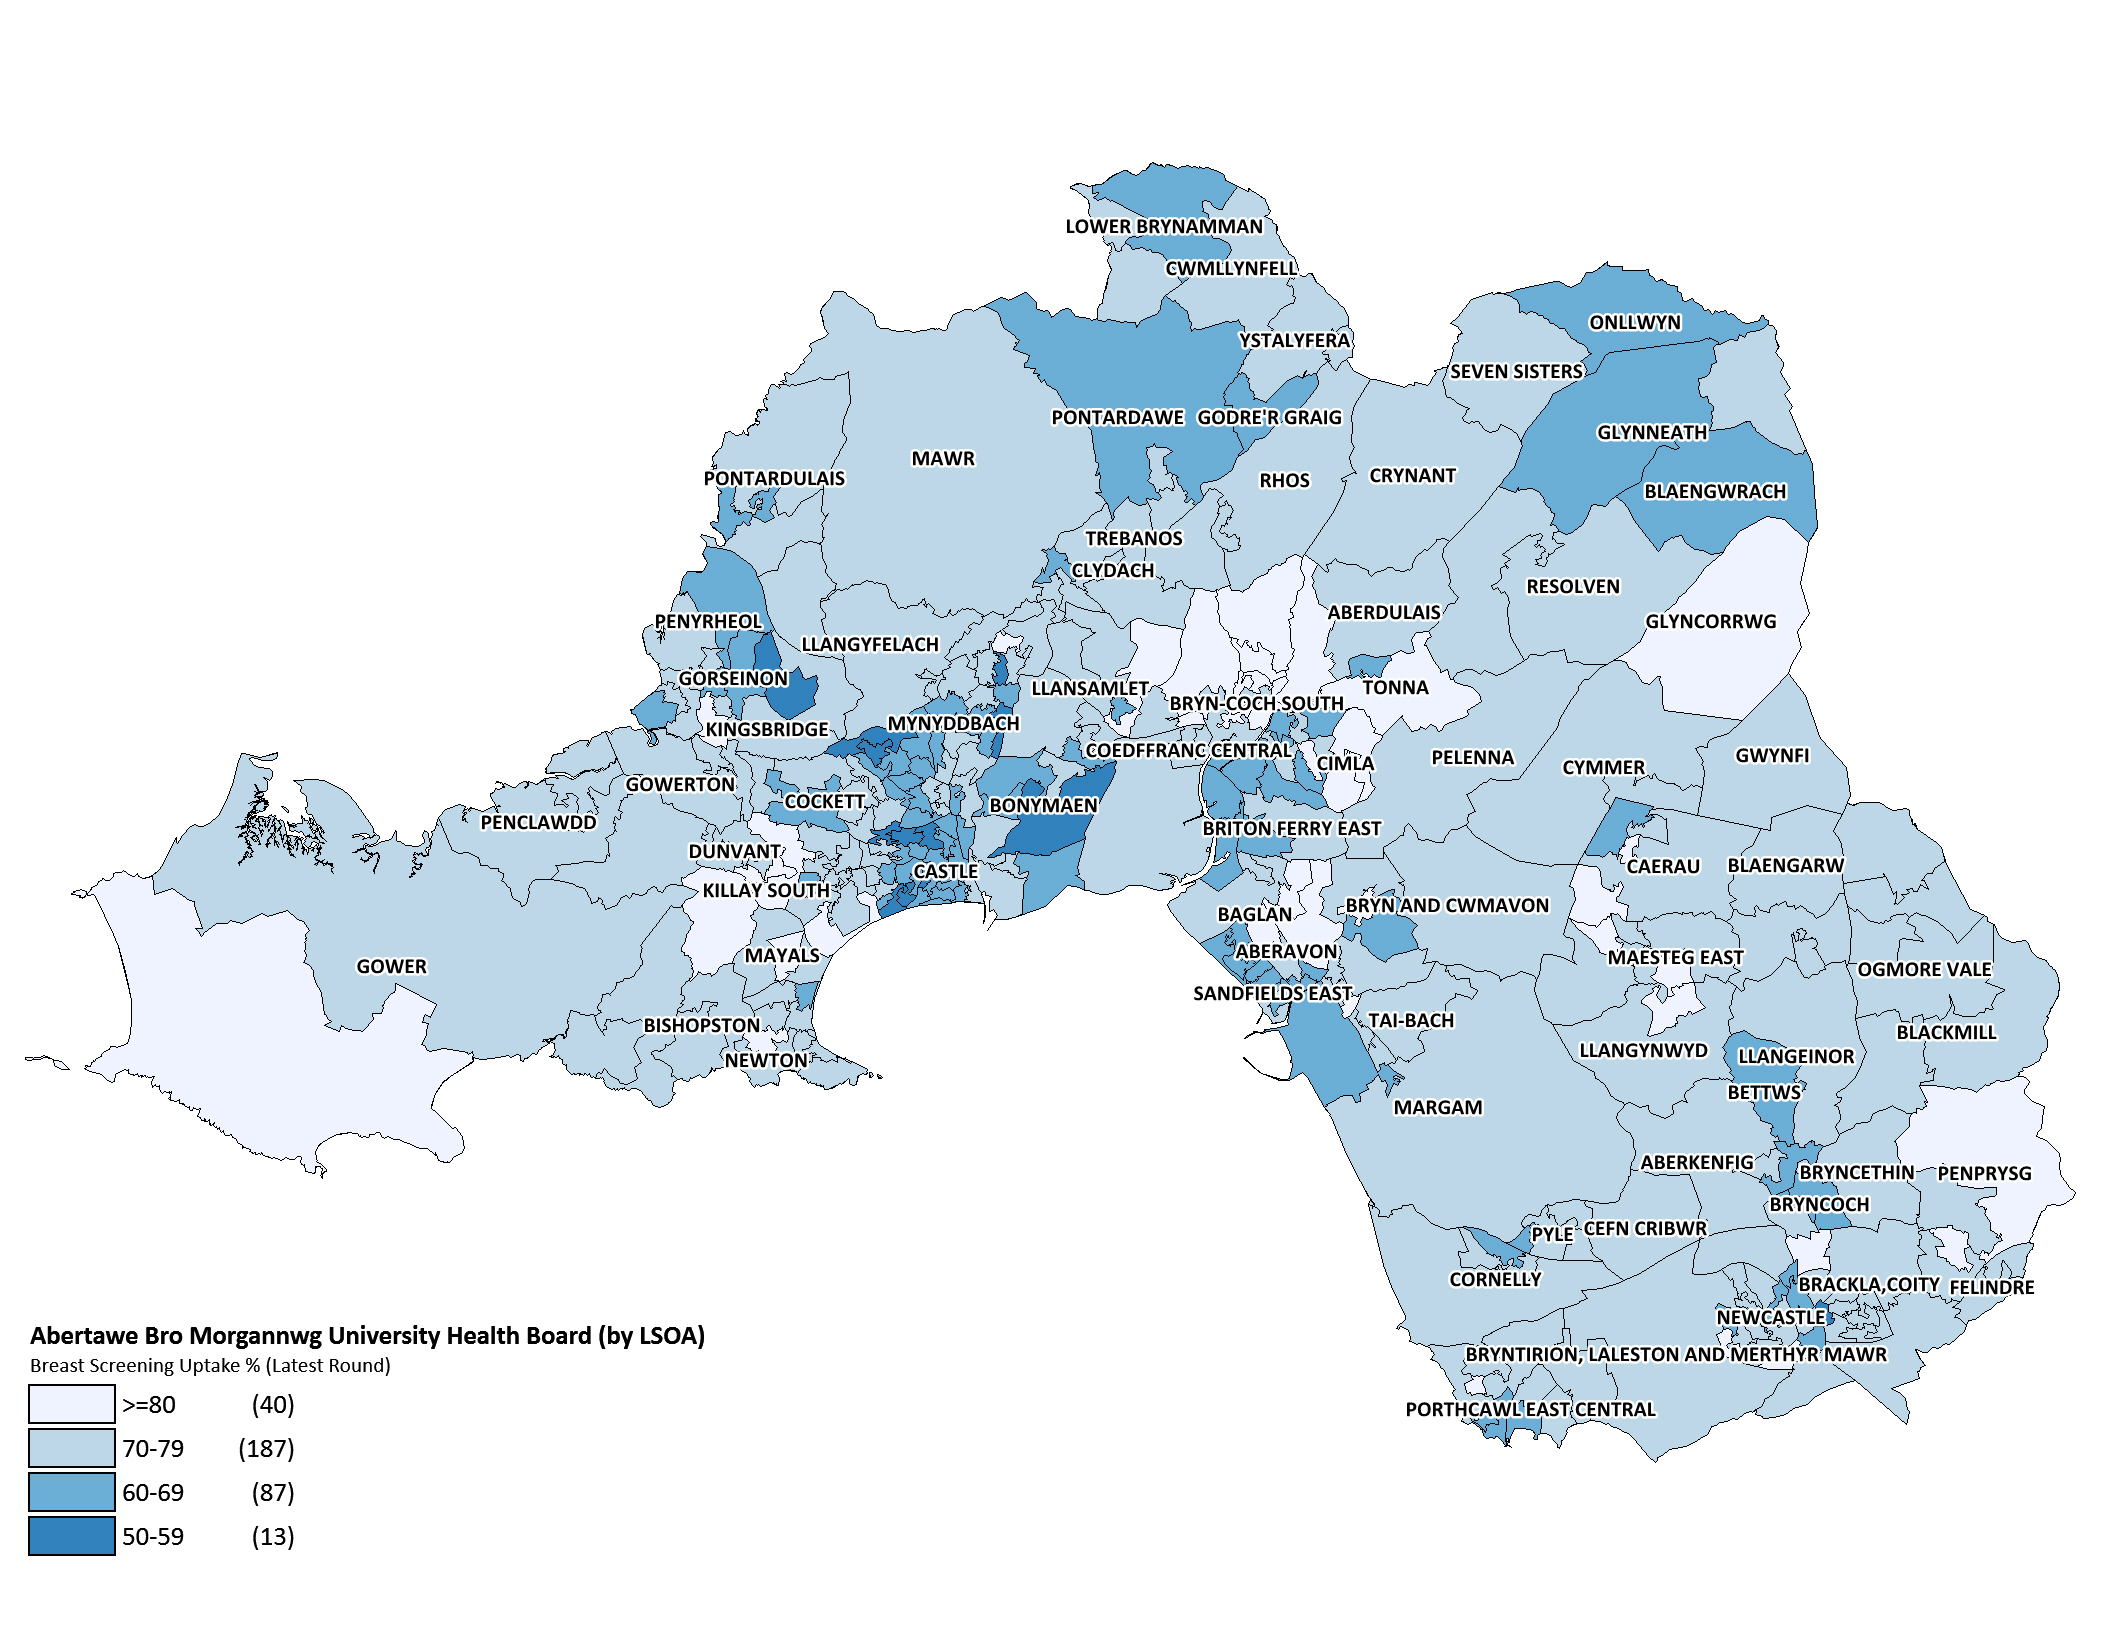 LOWER BRYNAMMAN
CWMLLYNFELL
ONLLWYN
YSTALYFERA
SEVEN SISTERS
PONTARDAWE
GODRE'R GRAIG
GLYNNEATH
MAWR
PONTARDULAIS
RHOS
CRYNANT
BLAENGWRACH
TREBANOS
CLYDACH
RESOLVEN
PENYRHEOL
ABERDULAIS
GLYNCORRWG
LLANGYFELACH
GORSEINON
LLANSAMLET
TONNA
BRYN-COCH SOUTH
KINGSBRIDGE
MYNYDDBACH
COEDFFRANC CENTRAL
CIMLA
PELENNA
CYMMER
GWYNFI
GOWERTON
COCKETT
BONYMAEN
PENCLAWDD
BRITON FERRY EAST
DUNVANT
CASTLE
CAERAU
BLAENGARW
KILLAY SOUTH
BAGLAN
BRYN AND CWMAVON
MAYALS
ABERAVON
MAESTEG EAST
GOWER
OGMORE VALE
SANDFIELDS EAST
BISHOPSTON
TAI-BACH
BLACKMILL
NEWTON
LLANGYNWYD
LLANGEINOR
BETTWS
MARGAM
ABERKENFIG
BRYNCETHIN
PENPRYSG
BRYNCOCH
PYLE
CEFN CRIBWR
CORNELLY
BRACKLA,COITY
FELINDRE
NEWCASTLE
BRYNTIRION, LALESTON AND MERTHYR MAWR
PORTHCAWL EAST CENTRAL
Abertawe Bro Morgannwg University Health Board (by LSOA)
Breast Screening Uptake % (Latest Round)
>=80 (40)
70-79 (187)
60-69 (87)
50-59 (13)